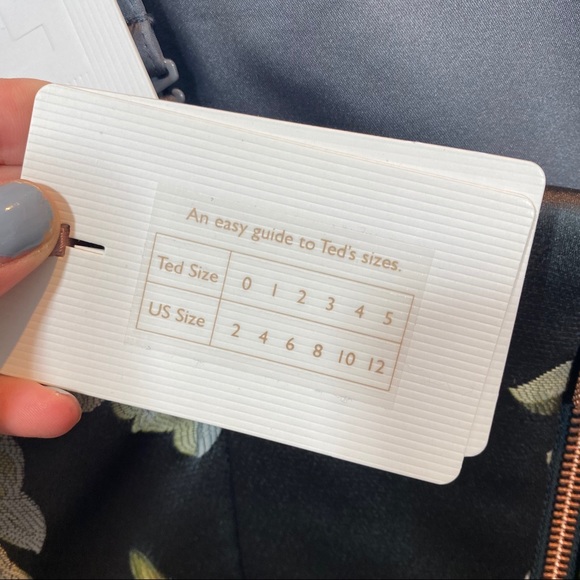 An easy guide to Ted's sizes.
Ted Size 0 1 2 3 4 5
US Size 2 4 6 8 10 12